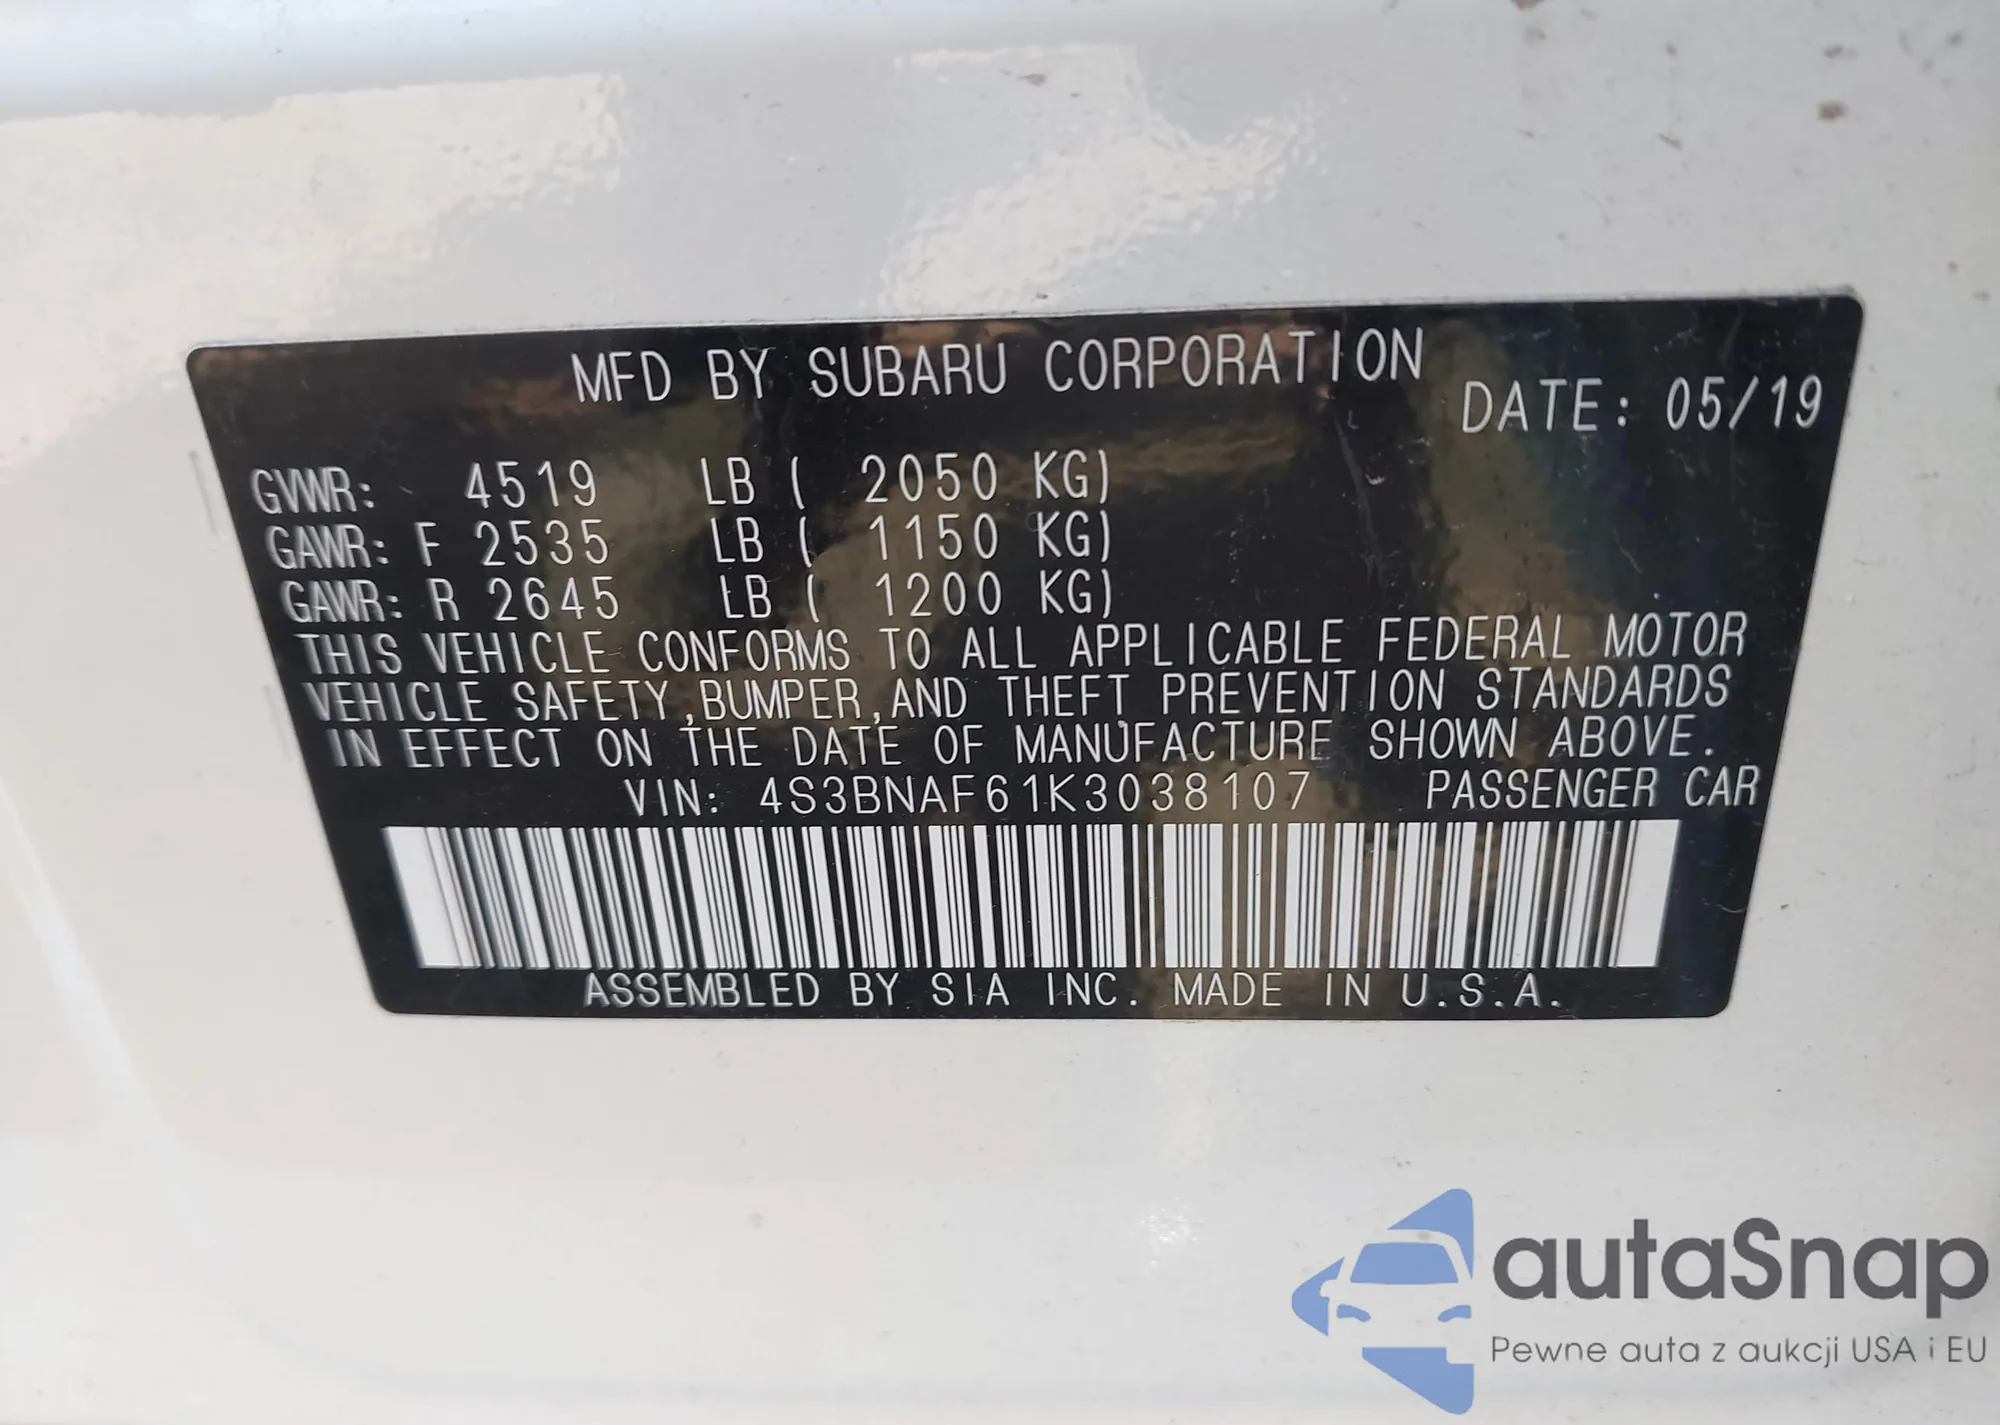 MFD BY SUBARU CORPORATION
DATE: 05/19
GVWR: 4519 LB ( 2050 KG)
GAWR: F 2535 LB ( 1150 KG)
GAWR: R 2645 LB ( 1200 KG)
THIS VEHICLE CONFORMS TO ALL APPLICABLE FEDERAL MOTOR
VEHICLE SAFETY,BUMPER,AND THEFT PREVENTION STANDARDS
IN EFFECT ON THE DATE OF MANUFACTURE SHOWN ABOVE.
VIN: 4S3BNAF61K3038107 PASSENGER CAR
ASSEMBLED BY SIA INC. MADE IN U.S.A.
autaSnap
Pewne auta z aukcji USA i EU